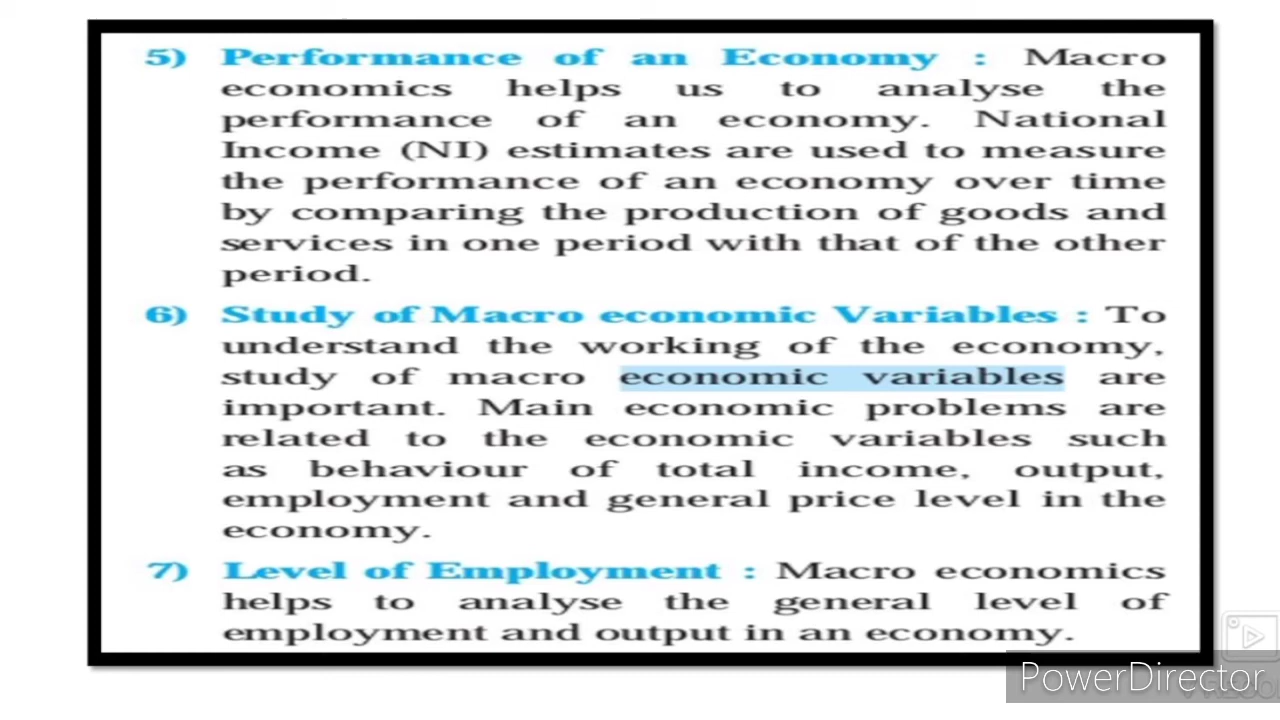 5) Performance of an Economy : Macro
economics helps us to analyse the
performance of an economy. National
Income (NI) estimates are used to measure
the performance of an economy over time
by comparing the production of goods and
services in one period with that of the other
period.
6) Study of Macro economic Variables : To
understand the working of the economy,
study of macro economic variables are
important. Main economic problems are
related to the economic variables such
as behaviour of total income, output,
employment and general price level in the
economy.
7) Level of Employment : Macro economics
helps to analyse the general level of
employment and output in an economy.
PowerDirector